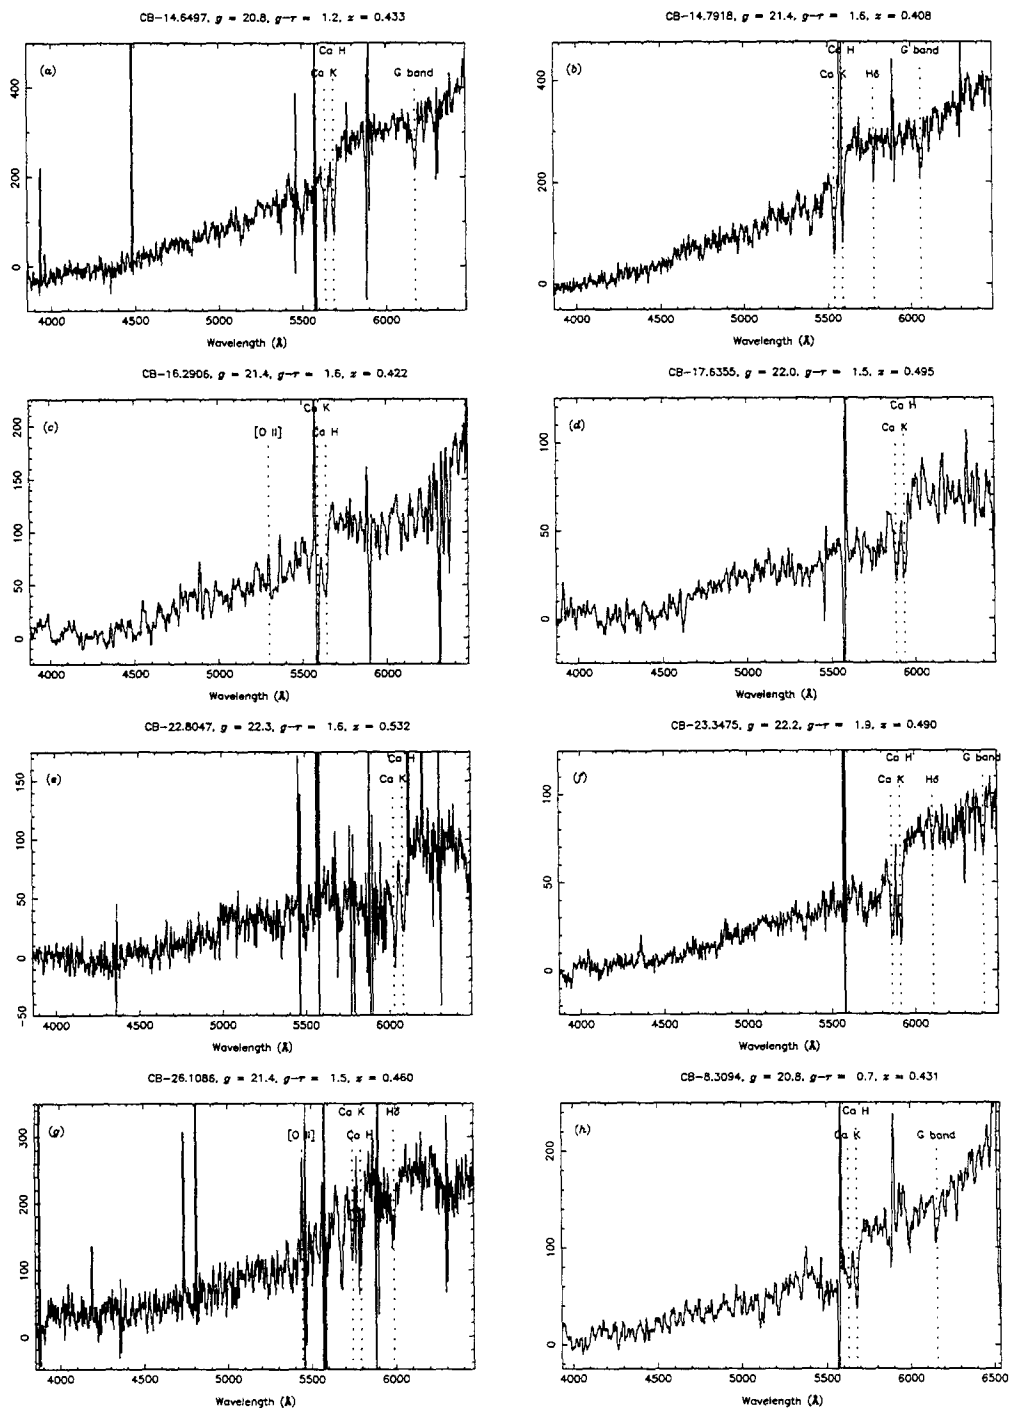 CB-14.6497, g = 20.8, g-r = 1.2, z = 0.433
(a)
Ca H
Ca K
G band
400
200
0
4000 4500 5000 5500 6000
Wavelength (Å)
CB-14.7918, g = 21.4, g-r = 1.6, z = 0.408
(b)
Ca H
Ca K
Hδ
G band
400
200
0
4000 4500 5000 5500 6000
Wavelength (Å)
CB-16.2906, g = 21.4, g-r = 1.6, z = 0.422
(c)
[O II]
Ca K
Ca H
200
150
100
50
0
4000 4500 5000 5500 6000
Wavelength (Å)
CB-17.6355, g = 22.0, g-r = 1.5, z = 0.495
(d)
Ca H
Ca K
100
50
0
4000 4500 5000 5500 6000
Wavelength (Å)
CB-22.8047, g = 22.3, g-r = 1.6, z = 0.532
(e)
Ca H
Ca K
150
100
50
0
-50
4000 4500 5000 5500 6000
Wavelength (Å)
CB-23.3475, g = 22.2, g-r = 1.9, z = 0.490
(f)
Ca H
Ca K
Hδ
G band
100
50
0
4000 4500 5000 5500 6000
Wavelength (Å)
CB-26.1086, g = 21.4, g-r = 1.5, z = 0.460
(g)
[O II]
Ca K
Ca H
Hδ
300
200
100
0
4000 4500 5000 5500 6000
Wavelength (Å)
CB-8.3094, g = 20.8, g-r = 0.7, z = 0.431
(h)
Ca H
Ca K
G band
200
100
0
4000 4500 5000 5500 6000 6500
Wavelength (Å)